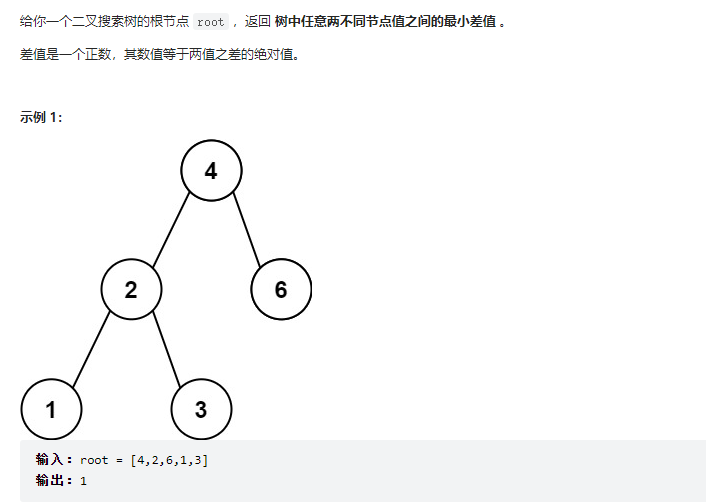 给你一个二叉搜索树的根节点 root ，返回 树中任意两不同节点值之间的最小差值 。
差值是一个正数，其数值等于两值之差的绝对值。
示例 1：
4
2
6
1
3
输入：root = [4,2,6,1,3]
输出：1